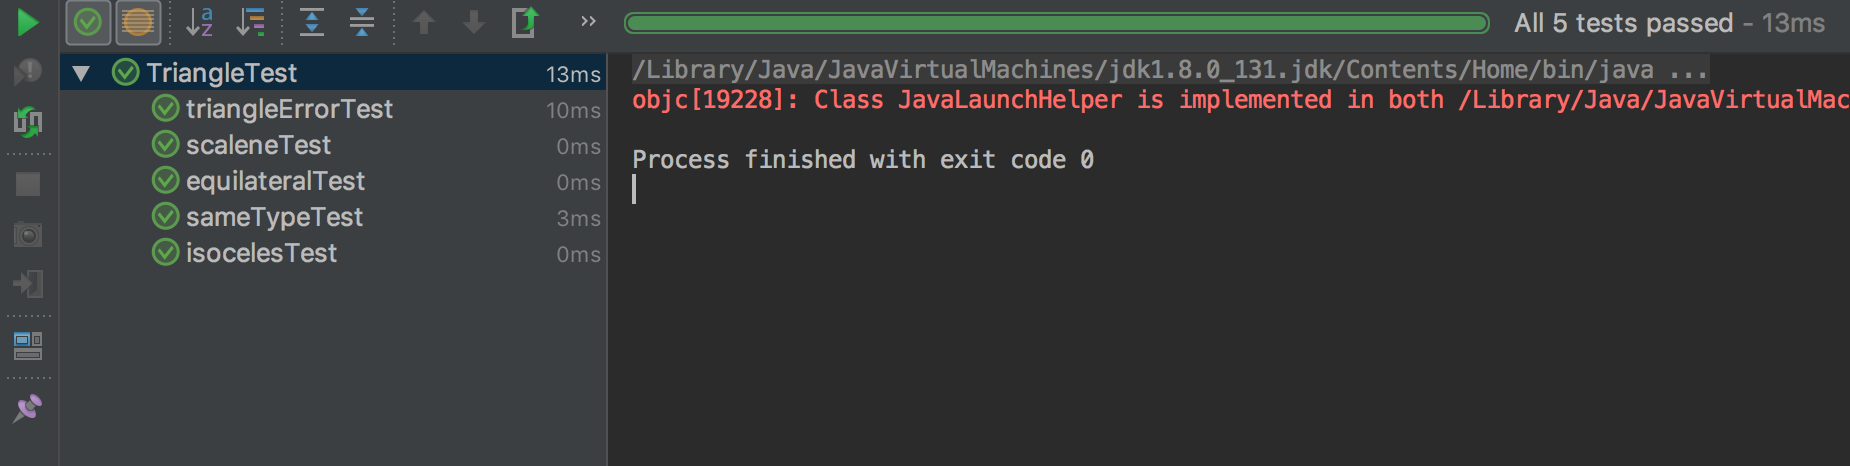 All 5 tests passed - 13ms
TriangleTest 13ms
triangleErrorTest 10ms
scaleneTest 0ms
equilateralTest 0ms
sameTypeTest 3ms
isocelesTest 0ms
/Library/Java/JavaVirtualMachines/jdk1.8.0_131.jdk/Contents/Home/bin/java ...
objc[19228]: Class JavaLaunchHelper is implemented in both /Library/Java/JavaVirtualMac
Process finished with exit code 0